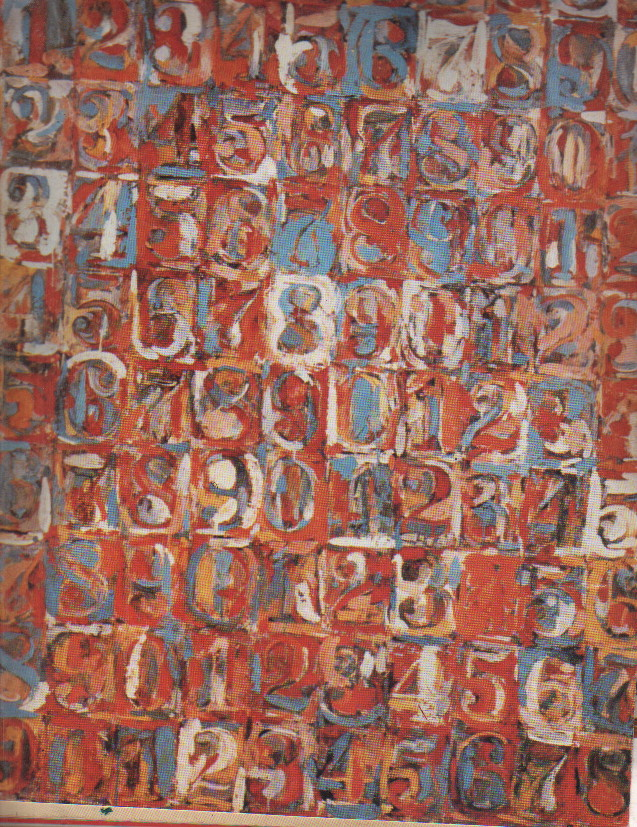 1 2 3 4 5 6 7 8 9 0
2 3 4 5 6 7 8 9 0 1
3 4 5 6 7 8 9 0 1 2
4 5 6 7 8 9 0 1 2 3
5 6 7 8 9 0 1 2 3
6 7 8 9 0 1 2 3 4 5
7 8 9 0 1 2 3 4 5 6
8 9 0 1 2 3 4 5 6 7
9 0 1 2 3 4 5 6 7 8